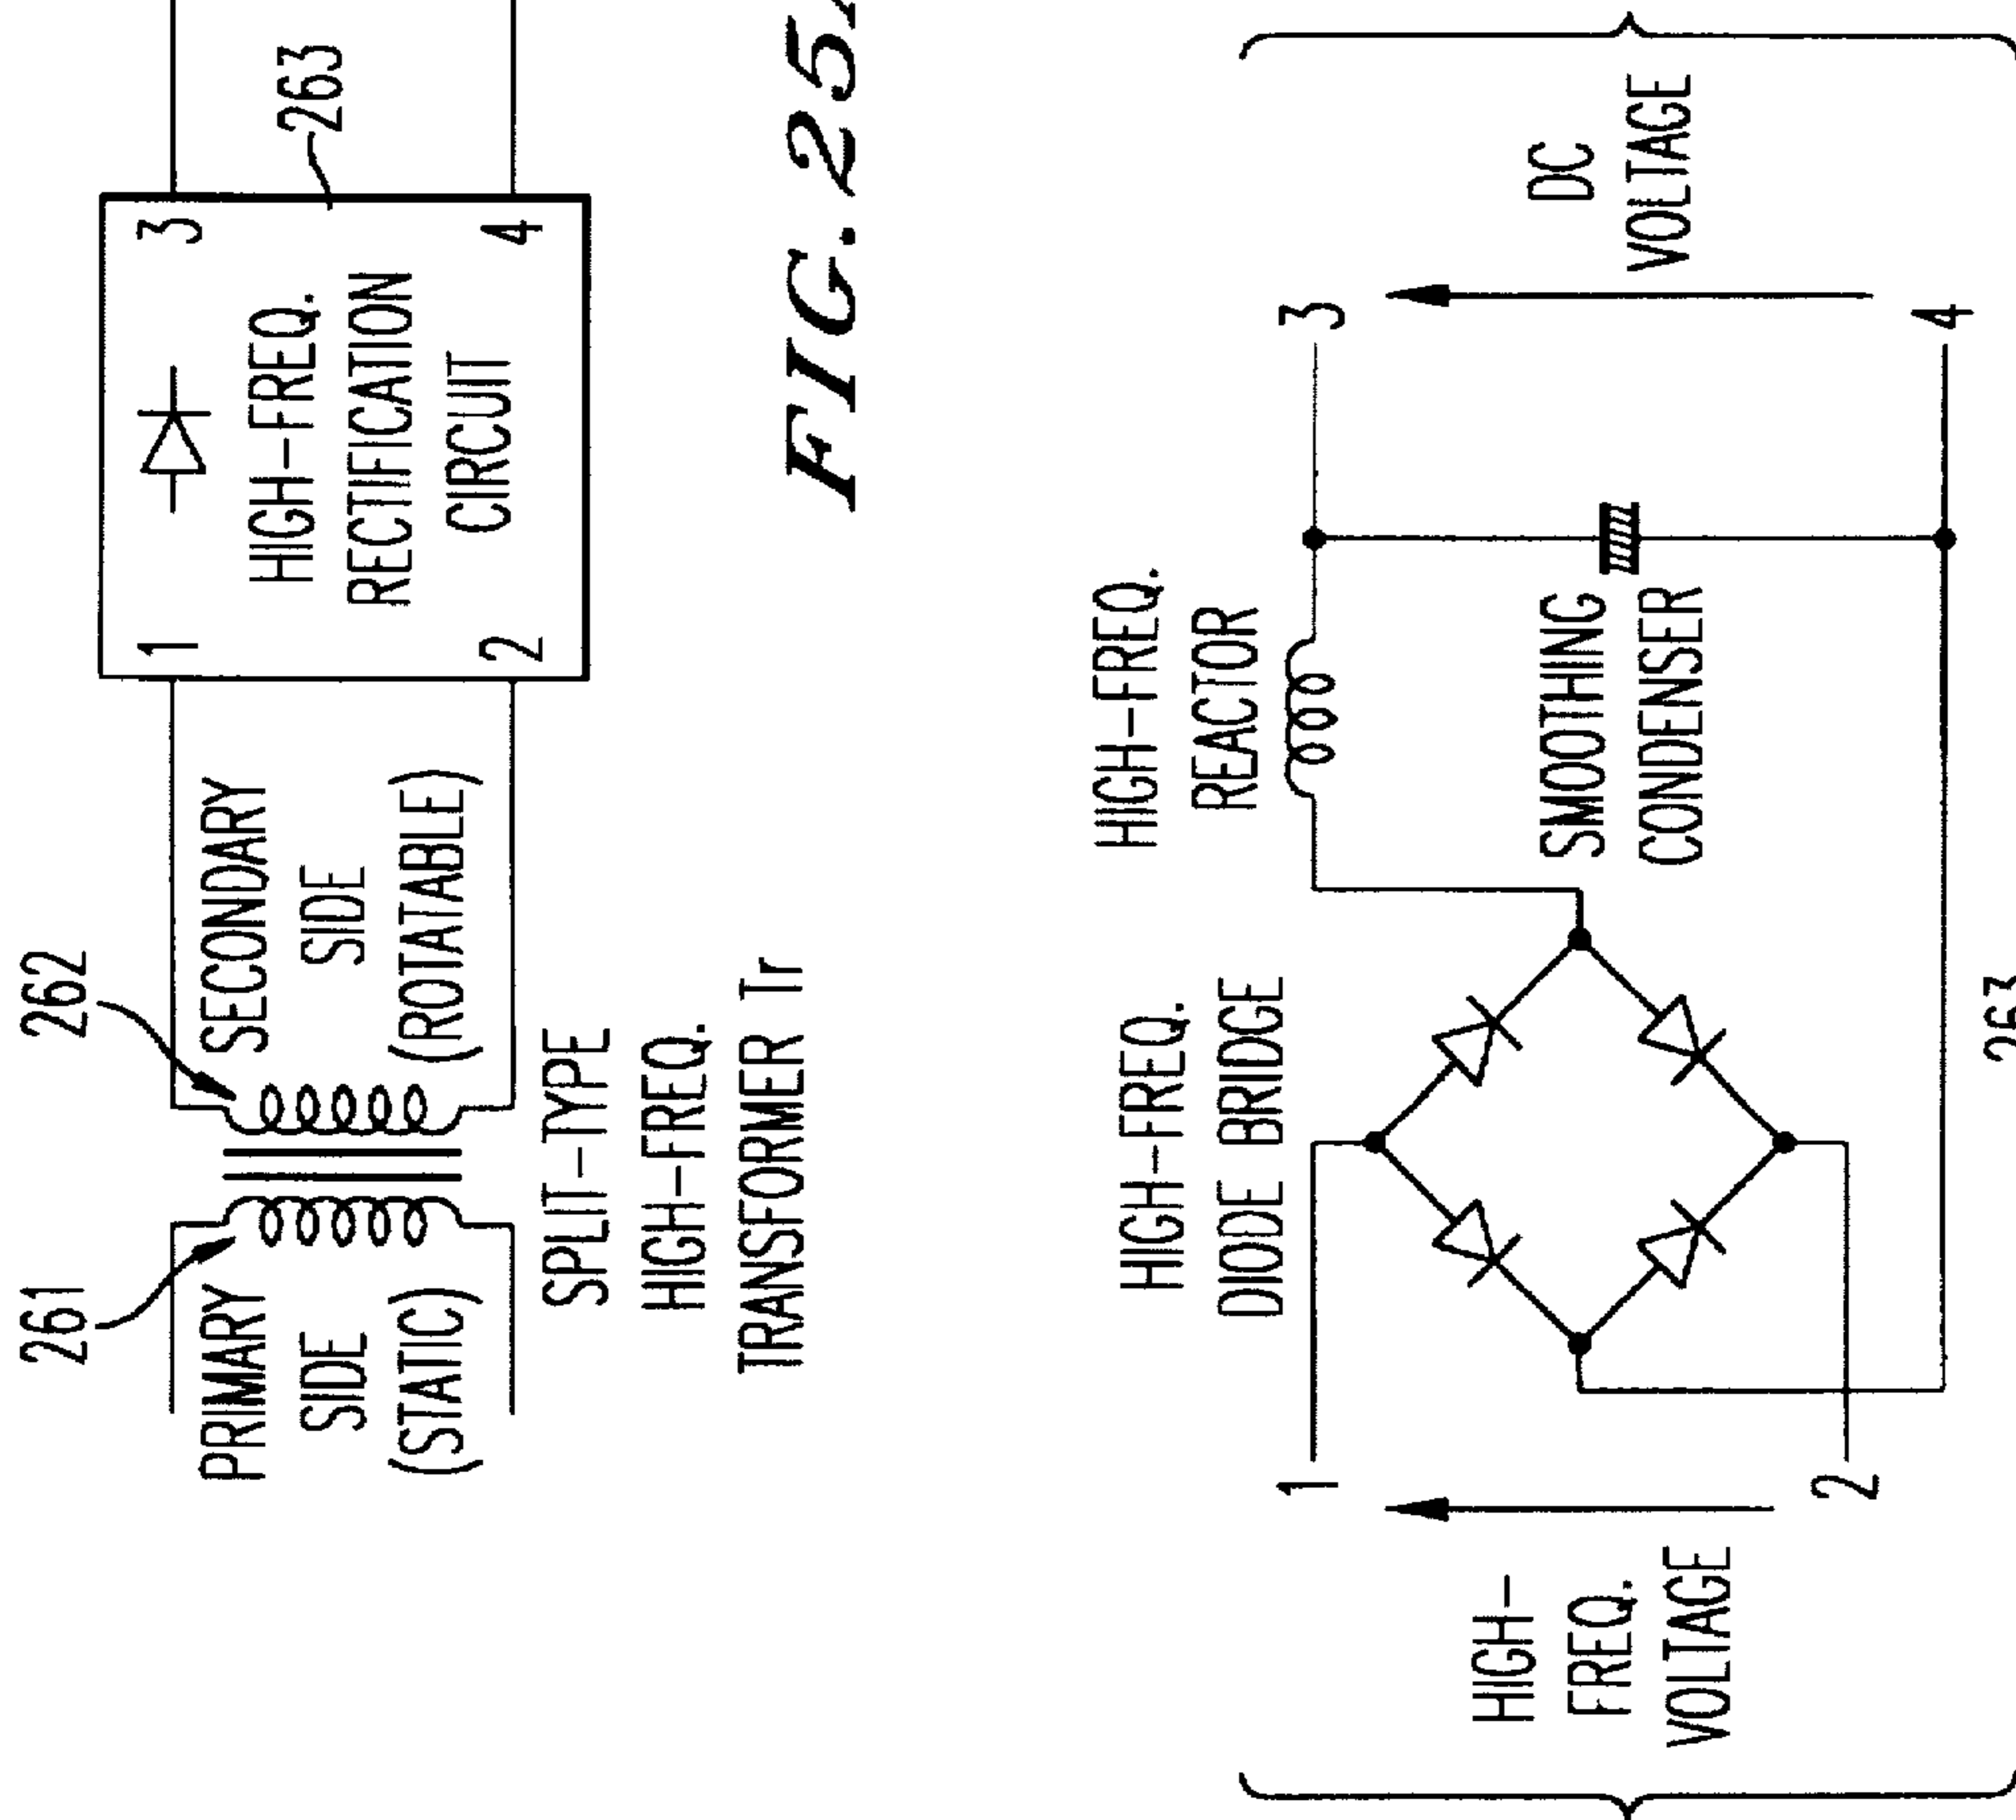 261
262
PRIMARY
SIDE
(STATIC)
SECONDARY
SIDE
(ROTATABLE)
SPLIT-TYPE
HIGH-FREQ.
TRANSFORMER Tr
1
3
HIGH-FREQ.
RECTIFICATION
CIRCUIT
2
4
263
FIG. 25
HIGH-FREQ.
DIODE BRIDGE
HIGH-FREQ.
REACTOR
1
3
HIGH-
FREQ.
VOLTAGE
SMOOTHING
CONDENSER
DC
VOLTAGE
2
4
263